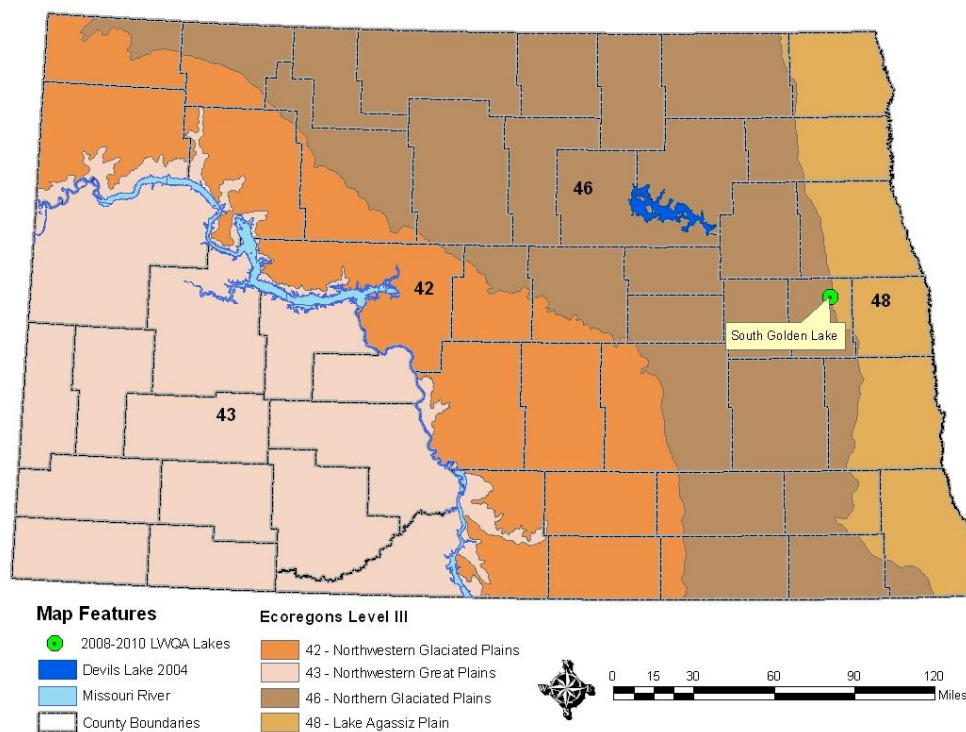 46
42
48
South Golden Lake
43
Map Features
2008-2010 LWQA Lakes
Devils Lake 2004
Missouri River
County Boundaries
Ecoregons Level III
42 - Northwestern Glaciated Plains
43 - Northwestern Great Plains
46 - Northern Glaciated Plains
48 - Lake Agassiz Plain
0 15 30 60 90 120
Miles